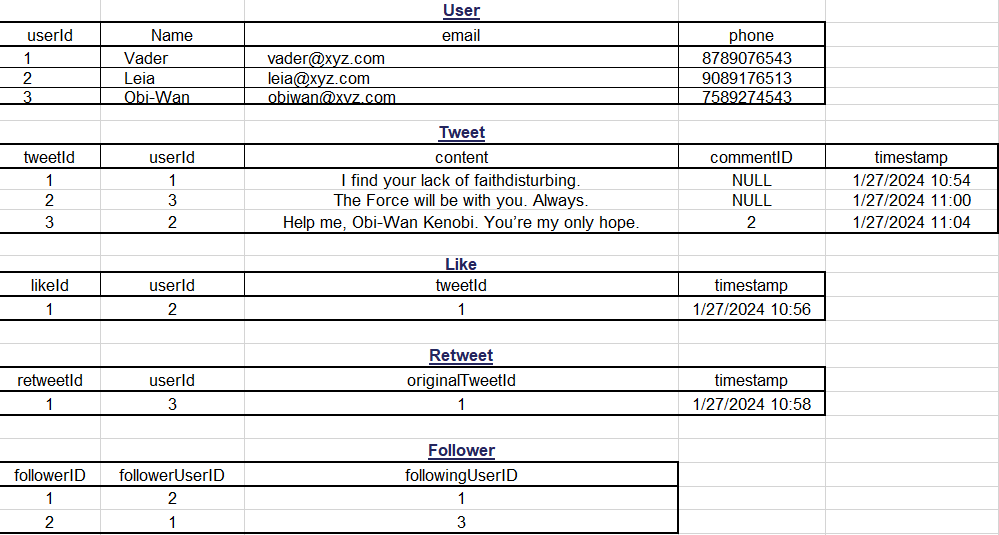 User
userId Name email phone
1 Vader vader@xyz.com 8789076543
2 Leia leia@xyz.com 9089176513
3 Obi-Wan obiwan@xyz.com 7589274543
Tweet
tweetId userId content commentID timestamp
1 1 I find your lack of faithdisturbing. NULL 1/27/2024 10:54
2 3 The Force will be with you. Always. NULL 1/27/2024 11:00
3 2 Help me, Obi-Wan Kenobi. You’re my only hope. 2 1/27/2024 11:04
Like
likeId userId tweetId timestamp
1 2 1 1/27/2024 10:56
Retweet
retweetId userId originalTweetId timestamp
1 3 1 1/27/2024 10:58
Follower
followerID followerUserID followingUserID
1 2 1
2 1 3